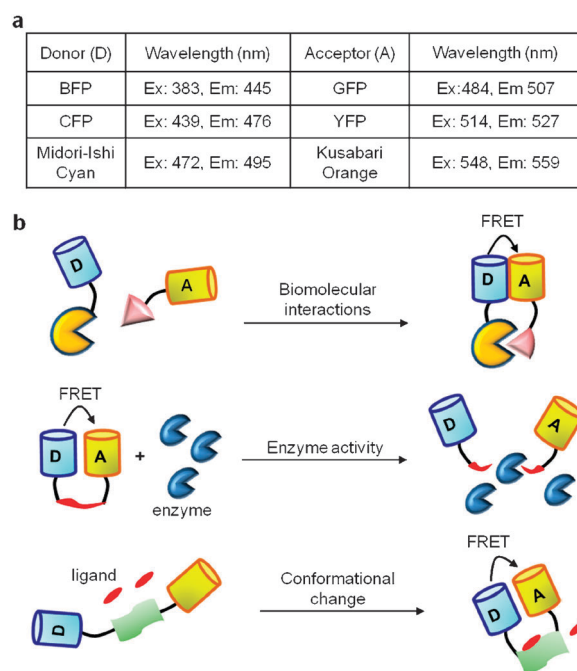 a
Donor (D) Wavelength (nm) Acceptor (A) Wavelength (nm)
BFP Ex: 383, Em: 445 GFP Ex:484, Em 507
CFP Ex: 439, Em: 476 YFP Ex: 514, Em: 527
Midori-Ishi Cyan Ex: 472, Em: 495 Kusabari Orange Ex: 548, Em: 559
b
FRET
D
A
Biomolecular
interactions
D A
FRET
D A
+
enzyme
Enzyme activity
D
A
ligand
D
Conformational
change
FRET
D
A